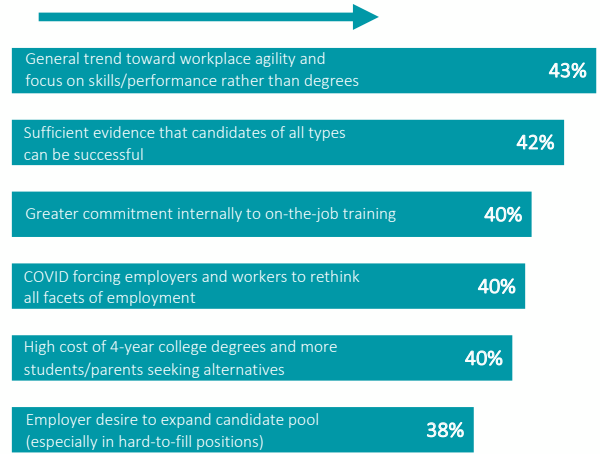 General trend toward workplace agility and
focus on skills/performance rather than degrees
43%
Sufficient evidence that candidates of all types
can be successful
42%
Greater commitment internally to on-the-job training
40%
COVID forcing employers and workers to rethink
all facets of employment
40%
High cost of 4-year college degrees and more
students/parents seeking alternatives
40%
Employer desire to expand candidate pool
(especially in hard-to-fill positions)
38%